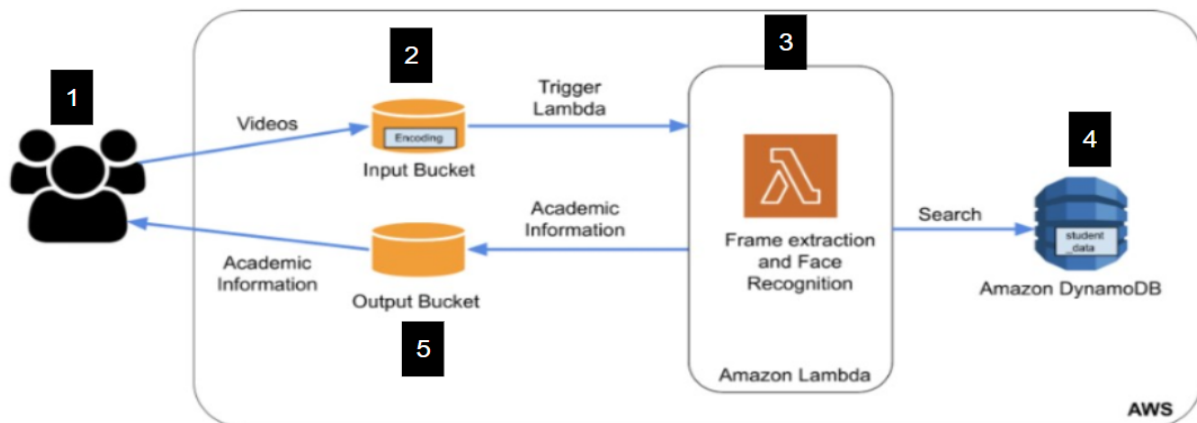 1
2
3
4
5
Videos
Encoding
Input Bucket
Trigger
Lambda
Academic
Information
Output Bucket
Academic
Information
Frame extraction
and Face
Recognition
Amazon Lambda
Search
student
_data
Amazon DynamoDB
AWS